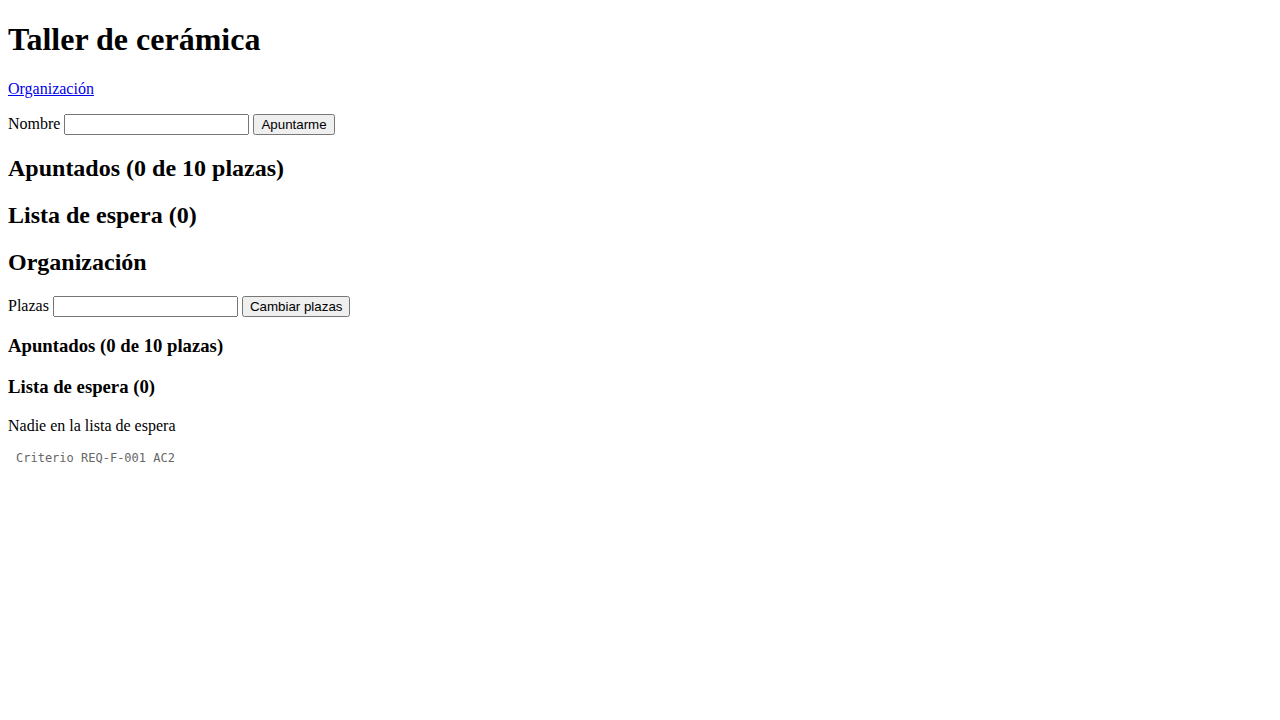 Taller de cerámica
Organización
Nombre Apuntarme
Apuntados (0 de 10 plazas)
Lista de espera (0)
Organización
Plazas Cambiar plazas
Apuntados (0 de 10 plazas)
Lista de espera (0)
Nadie en la lista de espera
Criterio REQ-F-001 AC2